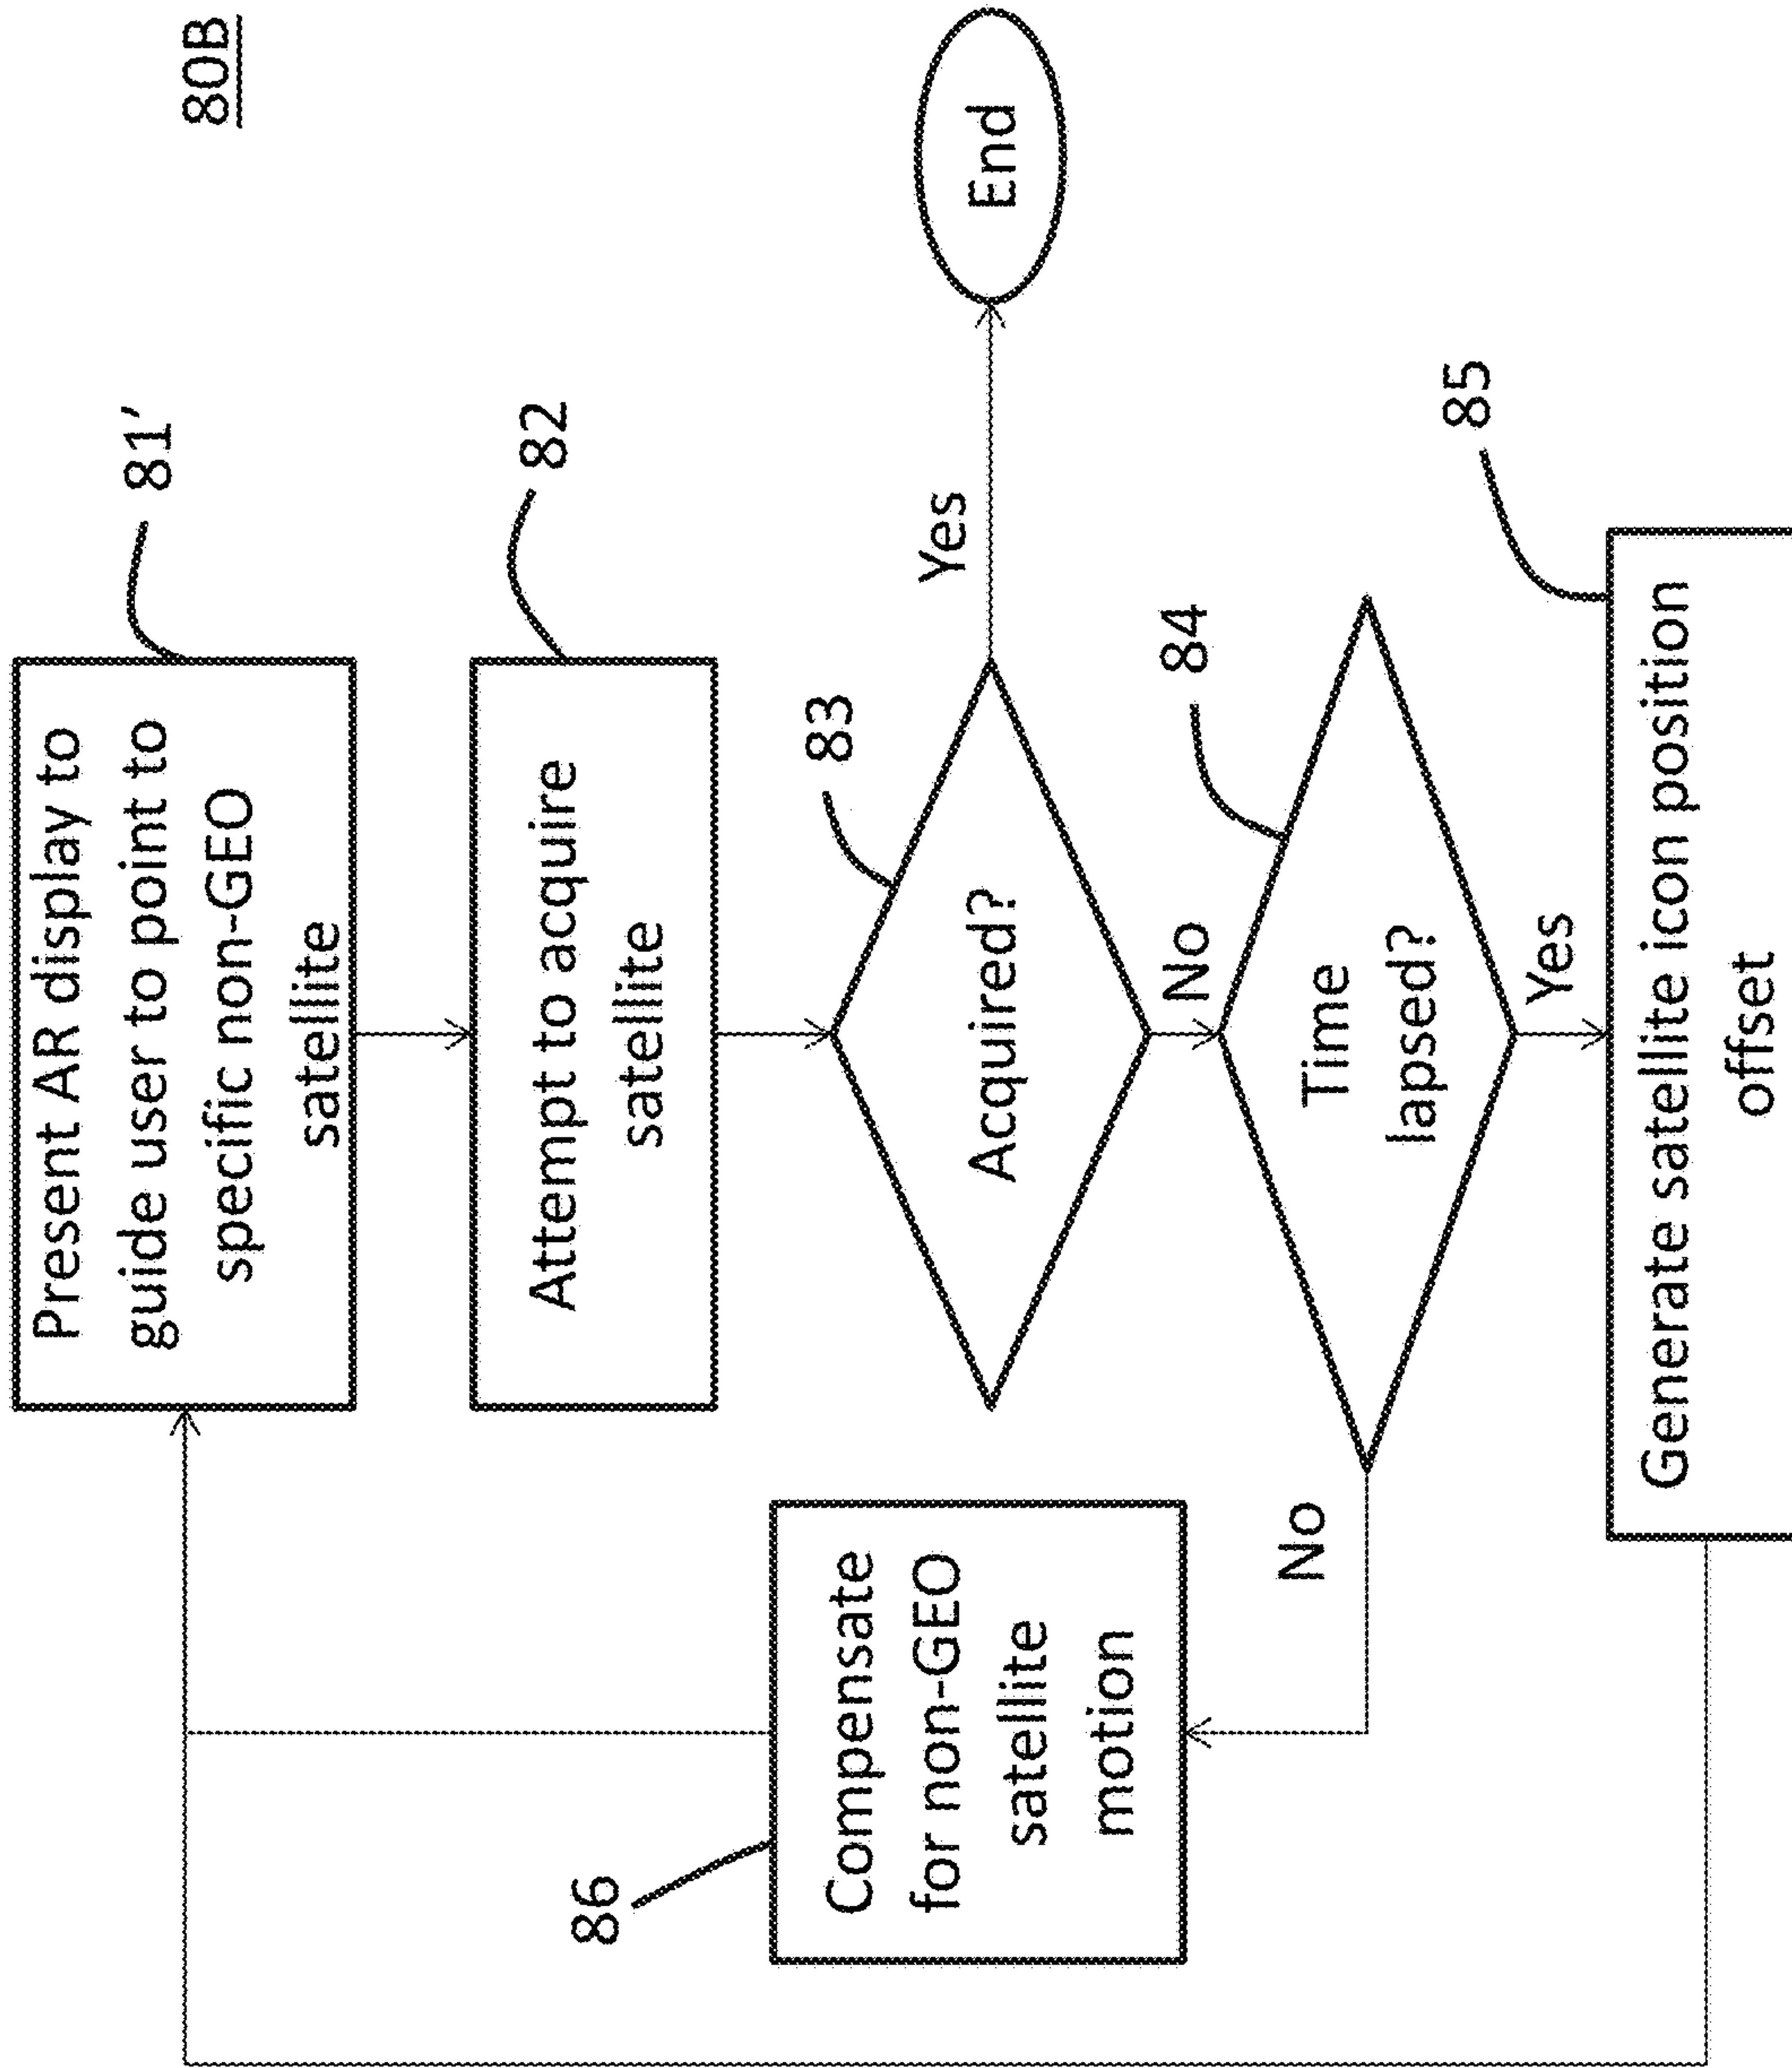 80B
Present AR display to
guide user to point to
specific non-GEO
satellite
81’
Attempt to acquire
satellite
82
Acquired?
83
Yes
End
No
Time
lapsed?
84
No
Yes
Compensate
for non-GEO
satellite
motion
86
Generate satellite icon position
offset
85